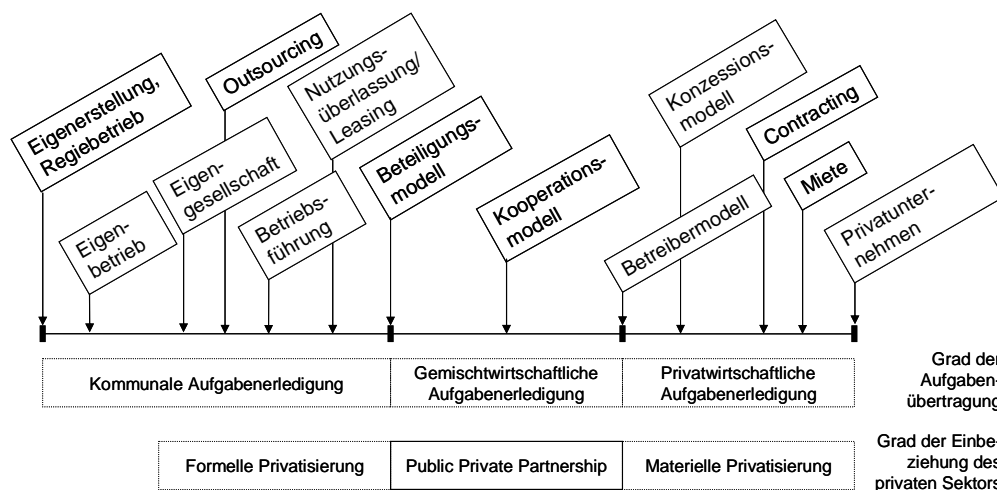 Eigenerstellung,
Regiebetrieb
Eigen-
betrieb
Eigen-
gesellschaft
Outsourcing
Betriebs-
führung
Nutzungs-
überlassung/
Leasing
Beteiligungs-
modell
Kooperations-
modell
Betreibermodell
Konzessions-
modell
Contracting
Miete
Privatunter-
nehmen
Kommunale Aufgabenerledigung
Gemischtwirtschaftliche
Aufgabenerledigung
Privatwirtschaftliche
Aufgabenerledigung
Grad der
Aufgaben-
übertragung
Formelle Privatisierung
Public Private Partnership
Materielle Privatisierung
Grad der Einbe-
ziehung des
privaten Sektors